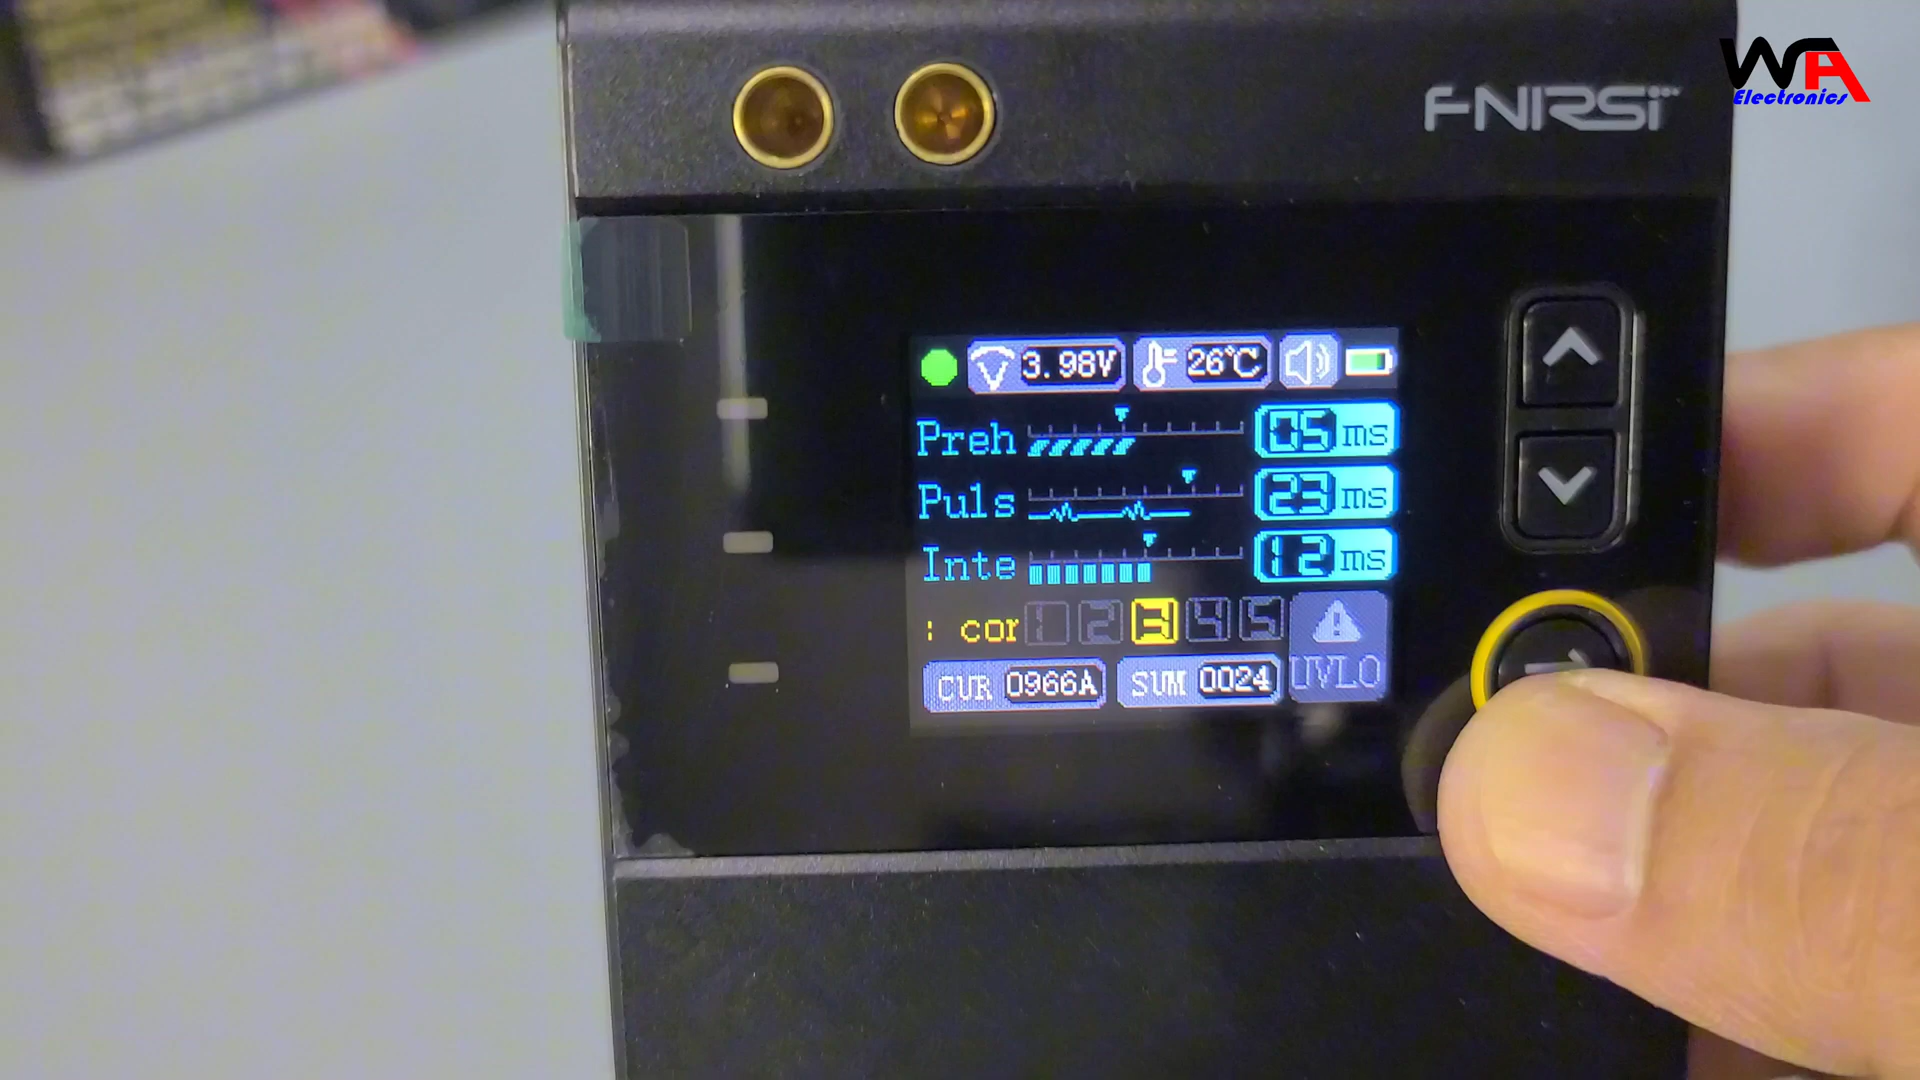 WA
Electronics
FNIRSI
3.98V 26℃
Preh 05 ms
Puls 23 ms
Inte 12 ms
: cor 1 2 3 4 5
CUR 0966A SUM 0024 UVLO